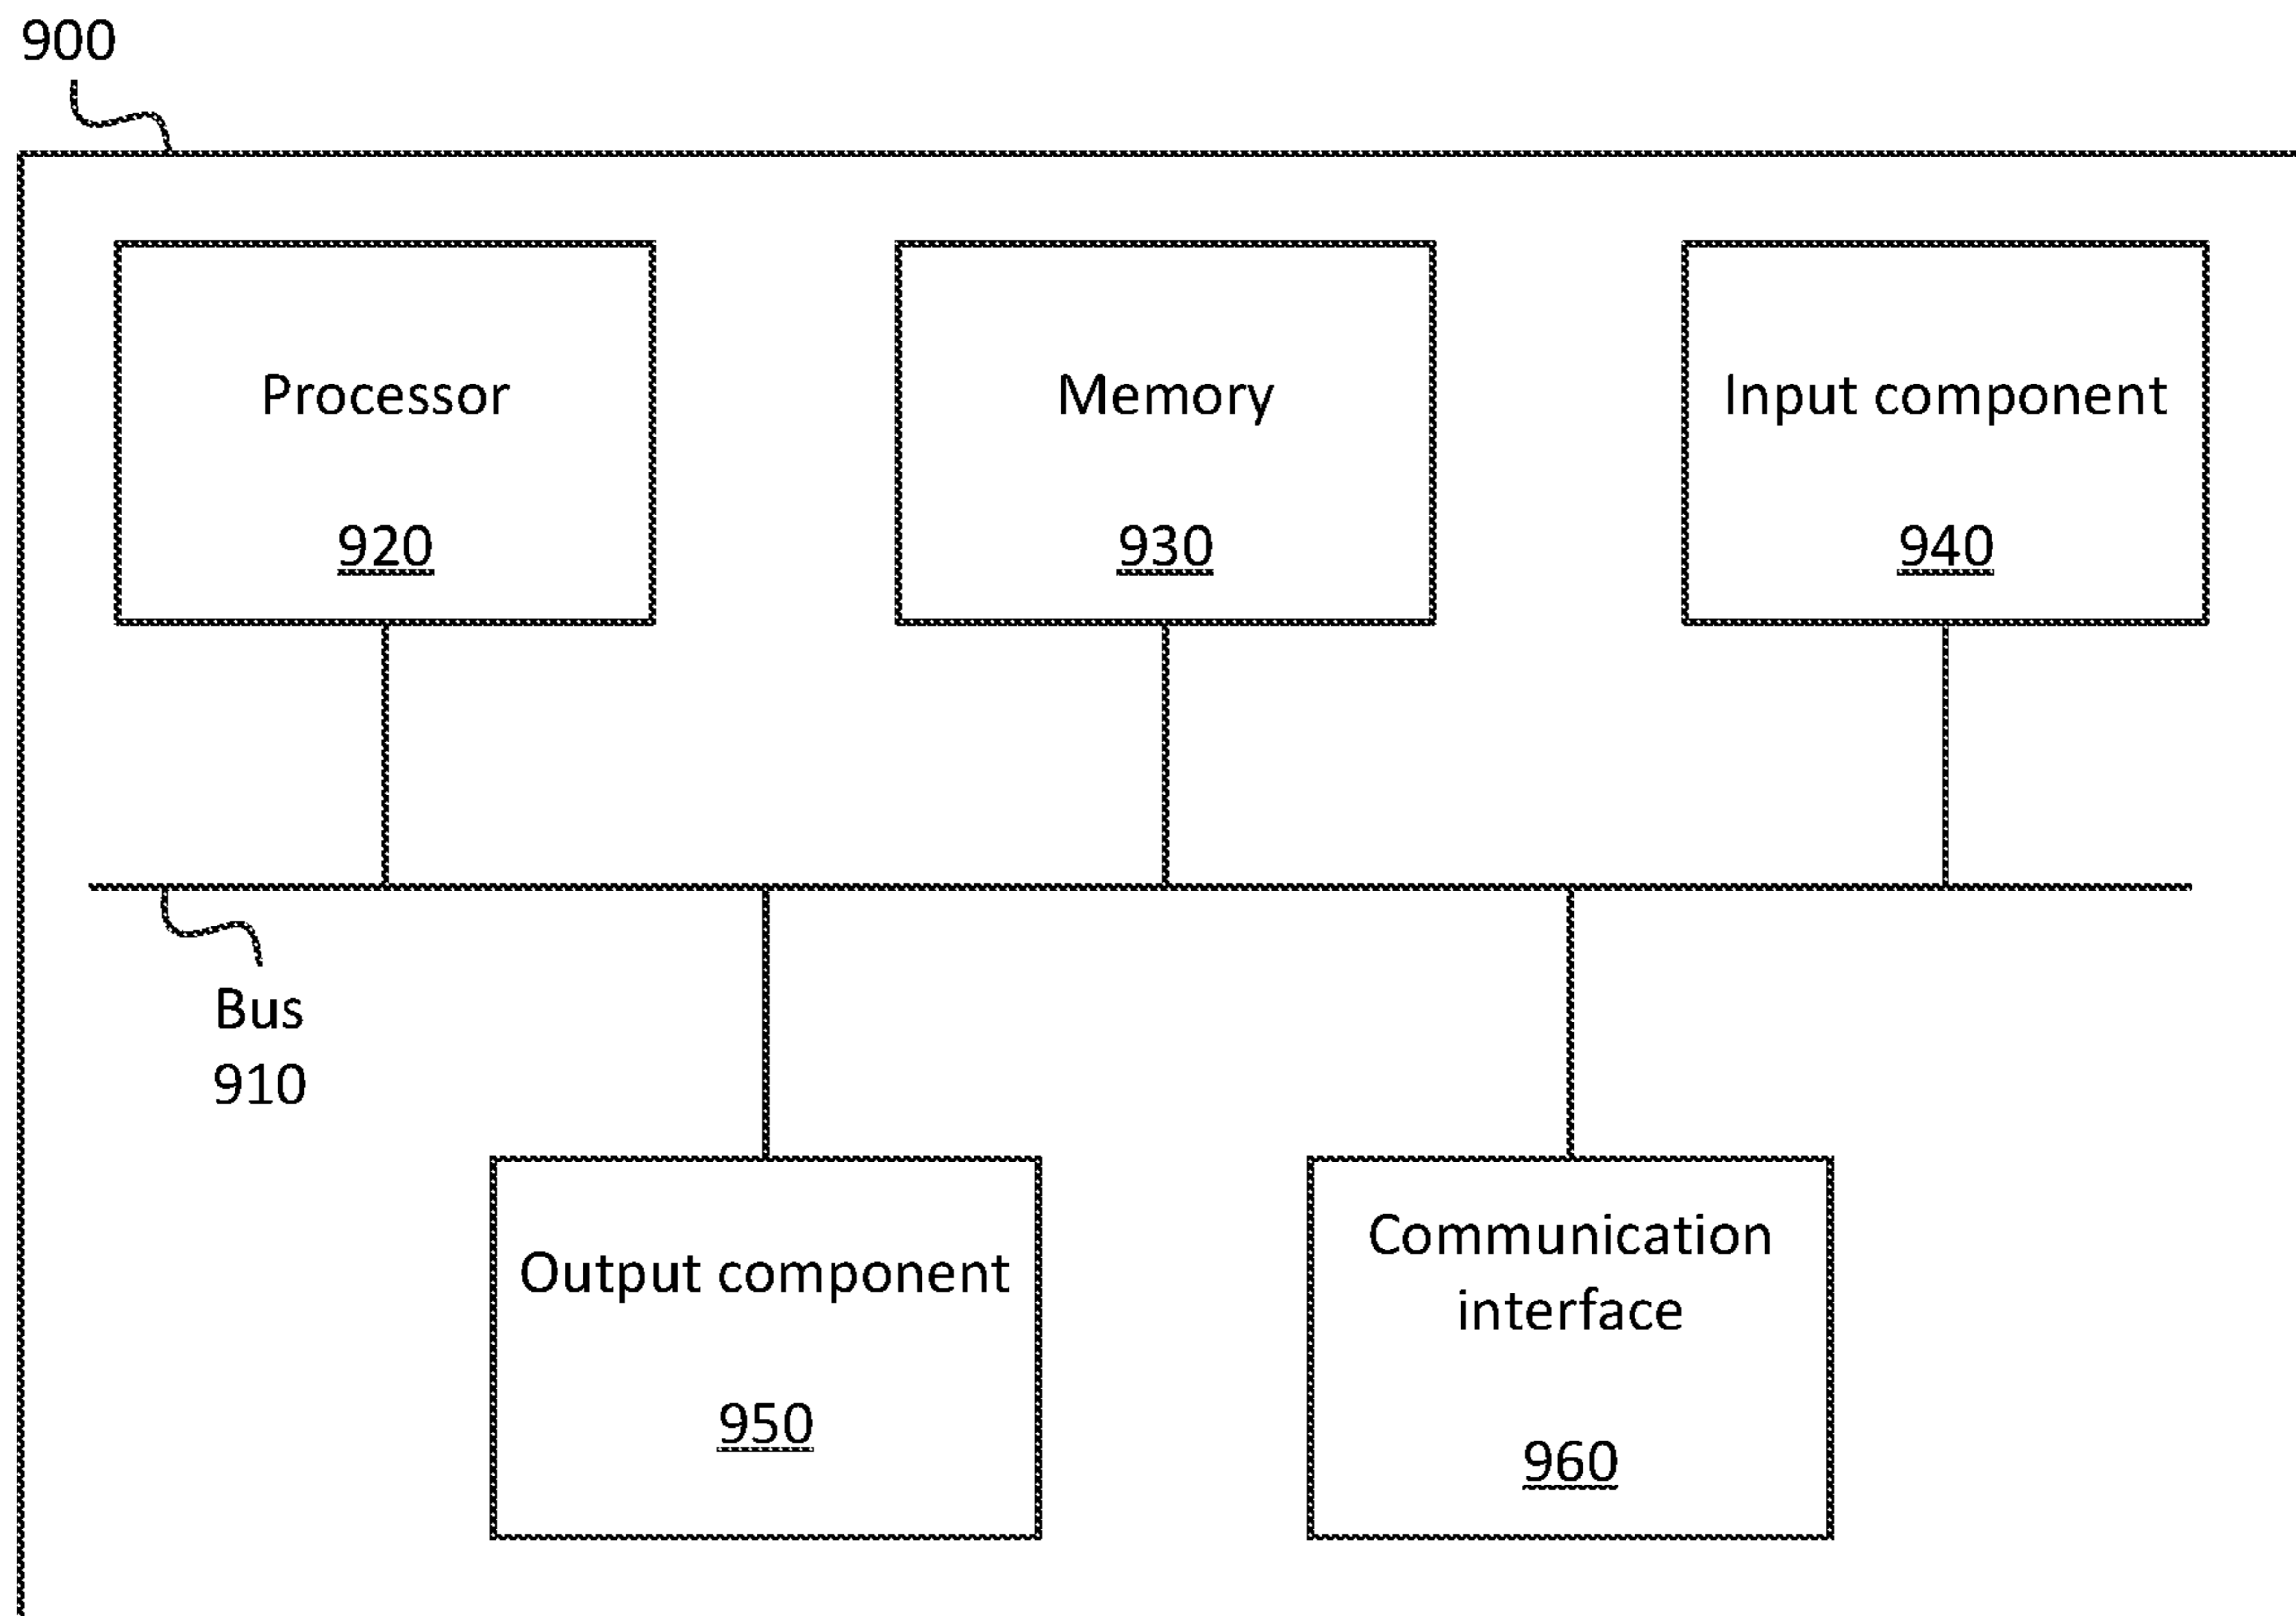 900
Processor
920
Memory
930
Input component
940
Bus
910
Output component
950
Communication
interface
960